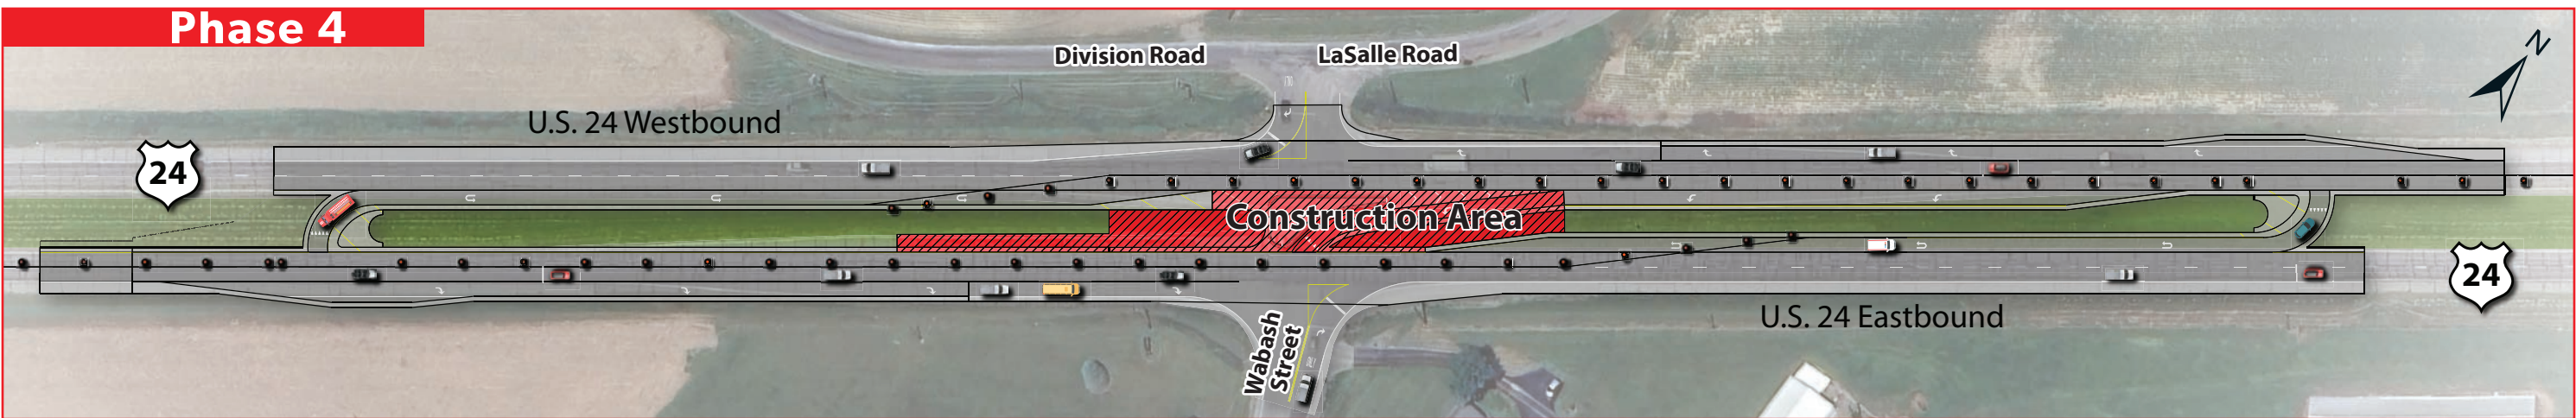 Phase 4
Division Road
LaSalle Road
N
U.S. 24 Westbound
24
Construction Area
24
U.S. 24 Eastbound
Wabash
Street